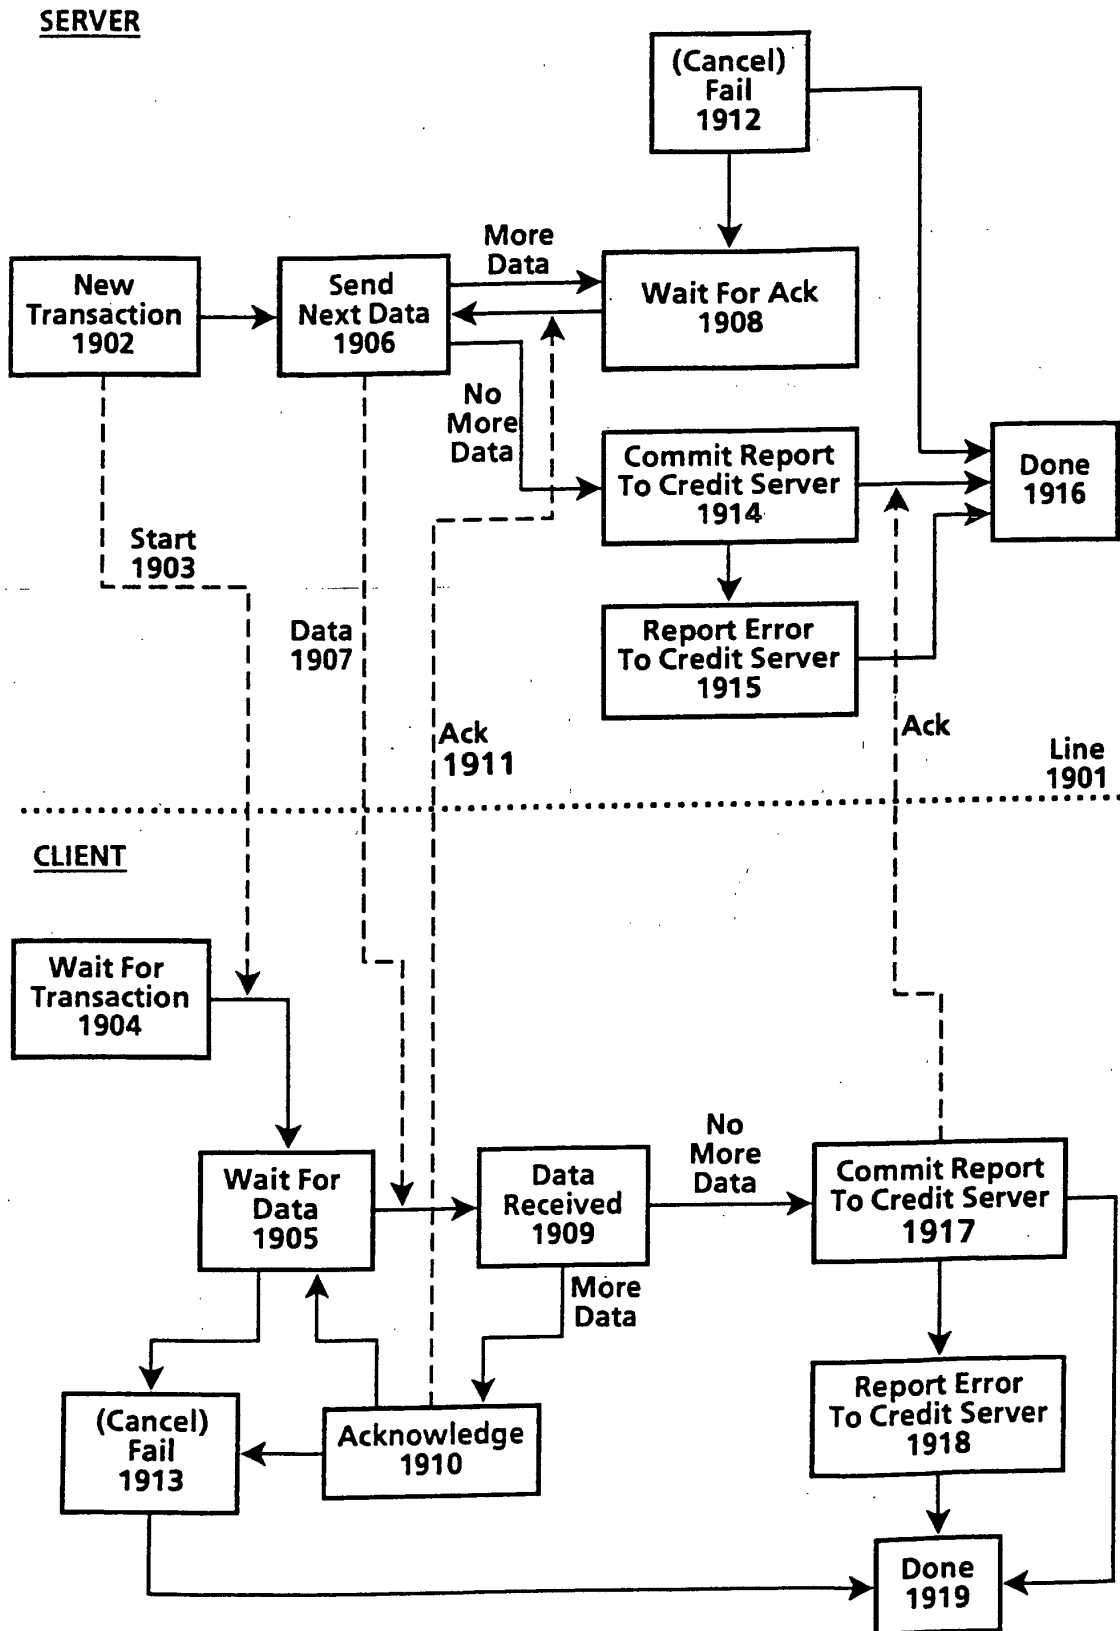 SERVER
(Cancel)
Fail
1912
New
Transaction
1902
Send
Next Data
1906
More
Data
Wait For Ack
1908
No
More
Data
Commit Report
To Credit Server
1914
Done
1916
Start
1903
Data
1907
Report Error
To Credit Server
1915
Ack
1911
Ack
Line
1901
CLIENT
Wait For
Transaction
1904
Wait For
Data
1905
Data
Received
1909
No
More
Data
Commit Report
To Credit Server
1917
More
Data
(Cancel)
Fail
1913
Acknowledge
1910
Report Error
To Credit Server
1918
Done
1919